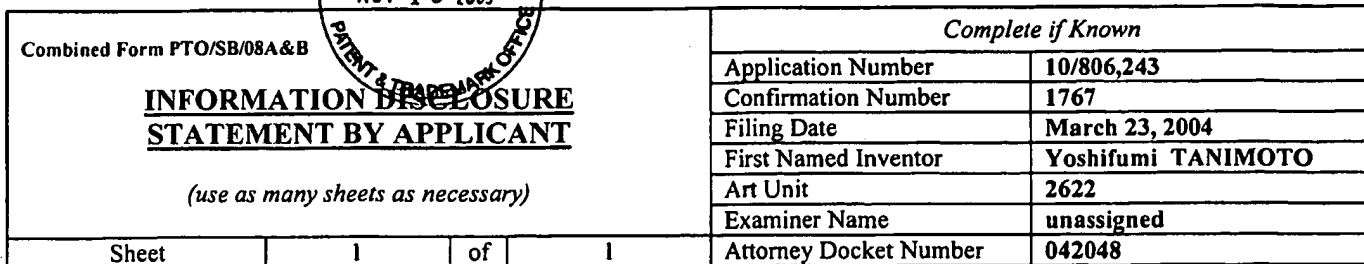 PATENT & TRADEMARK OFFICE
Combined Form PTO/SB/08A&B
INFORMATION DISCLOSURE
STATEMENT BY APPLICANT
(use as many sheets as necessary)
Sheet 1 of 1
Complete if Known
Application Number 10/806,243
Confirmation Number 1767
Filing Date March 23, 2004
First Named Inventor Yoshifumi TANIMOTO
Art Unit 2622
Examiner Name unassigned
Attorney Docket Number 042048